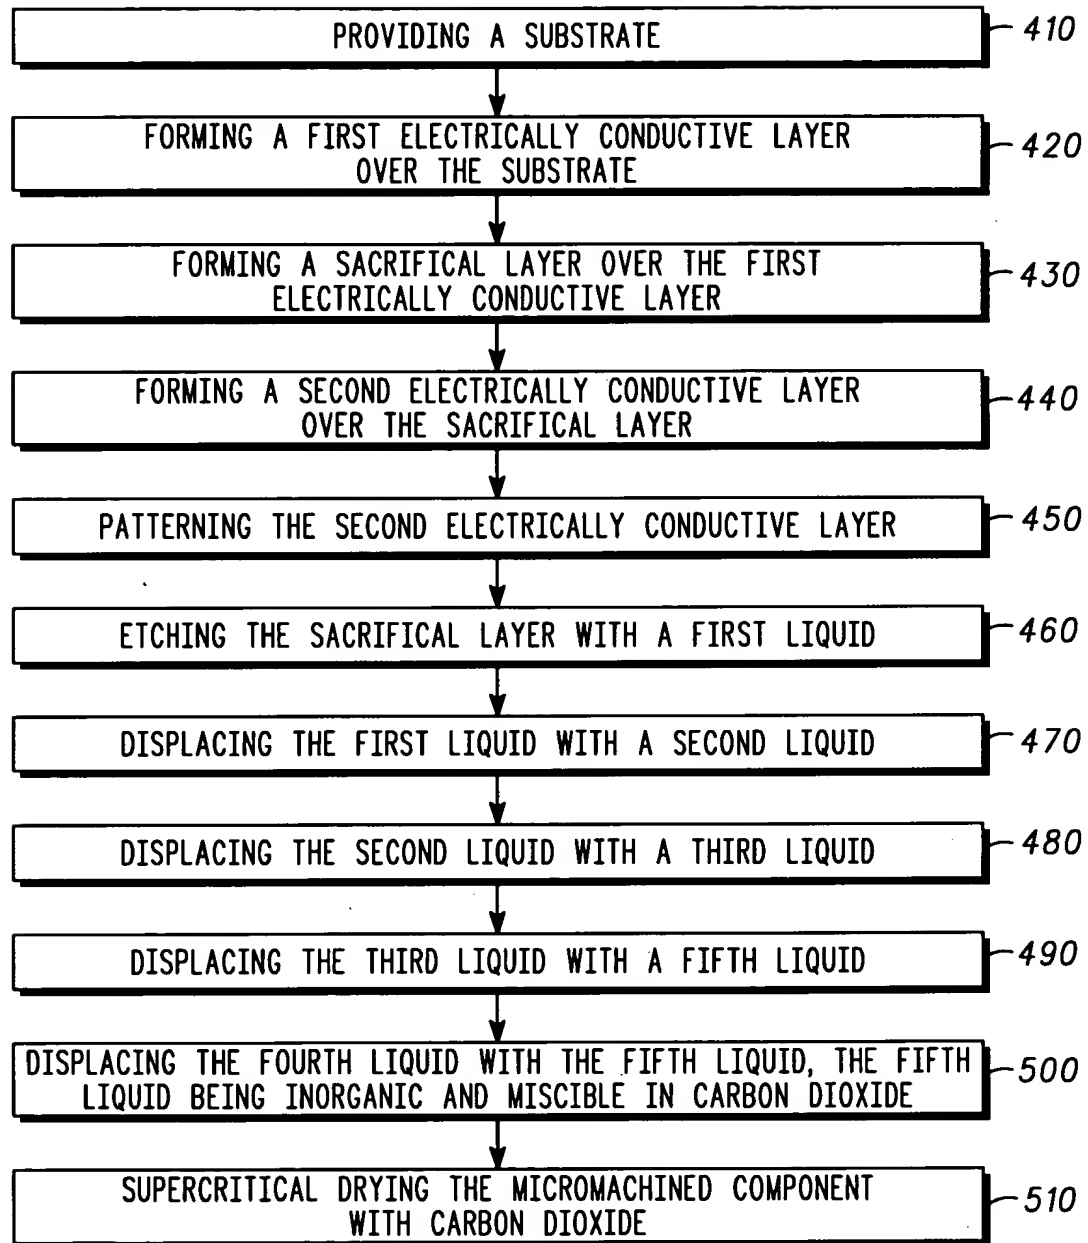 PROVIDING A SUBSTRATE
410
FORMING A FIRST ELECTRICALLY CONDUCTIVE LAYER
OVER THE SUBSTRATE
420
FORMING A SACRIFICAL LAYER OVER THE FIRST
ELECTRICALLY CONDUCTIVE LAYER
430
FORMING A SECOND ELECTRICALLY CONDUCTIVE LAYER
OVER THE SACRIFICAL LAYER
440
PATTERNING THE SECOND ELECTRICALLY CONDUCTIVE LAYER
450
ETCHING THE SACRIFICAL LAYER WITH A FIRST LIQUID
460
DISPLACING THE FIRST LIQUID WITH A SECOND LIQUID
470
DISPLACING THE SECOND LIQUID WITH A THIRD LIQUID
480
DISPLACING THE THIRD LIQUID WITH A FIFTH LIQUID
490
DISPLACING THE FOURTH LIQUID WITH THE FIFTH LIQUID, THE FIFTH
LIQUID BEING INORGANIC AND MISCIBLE IN CARBON DIOXIDE
500
SUPERCRITICAL DRYING THE MICROMACHINED COMPONENT
WITH CARBON DIOXIDE
510